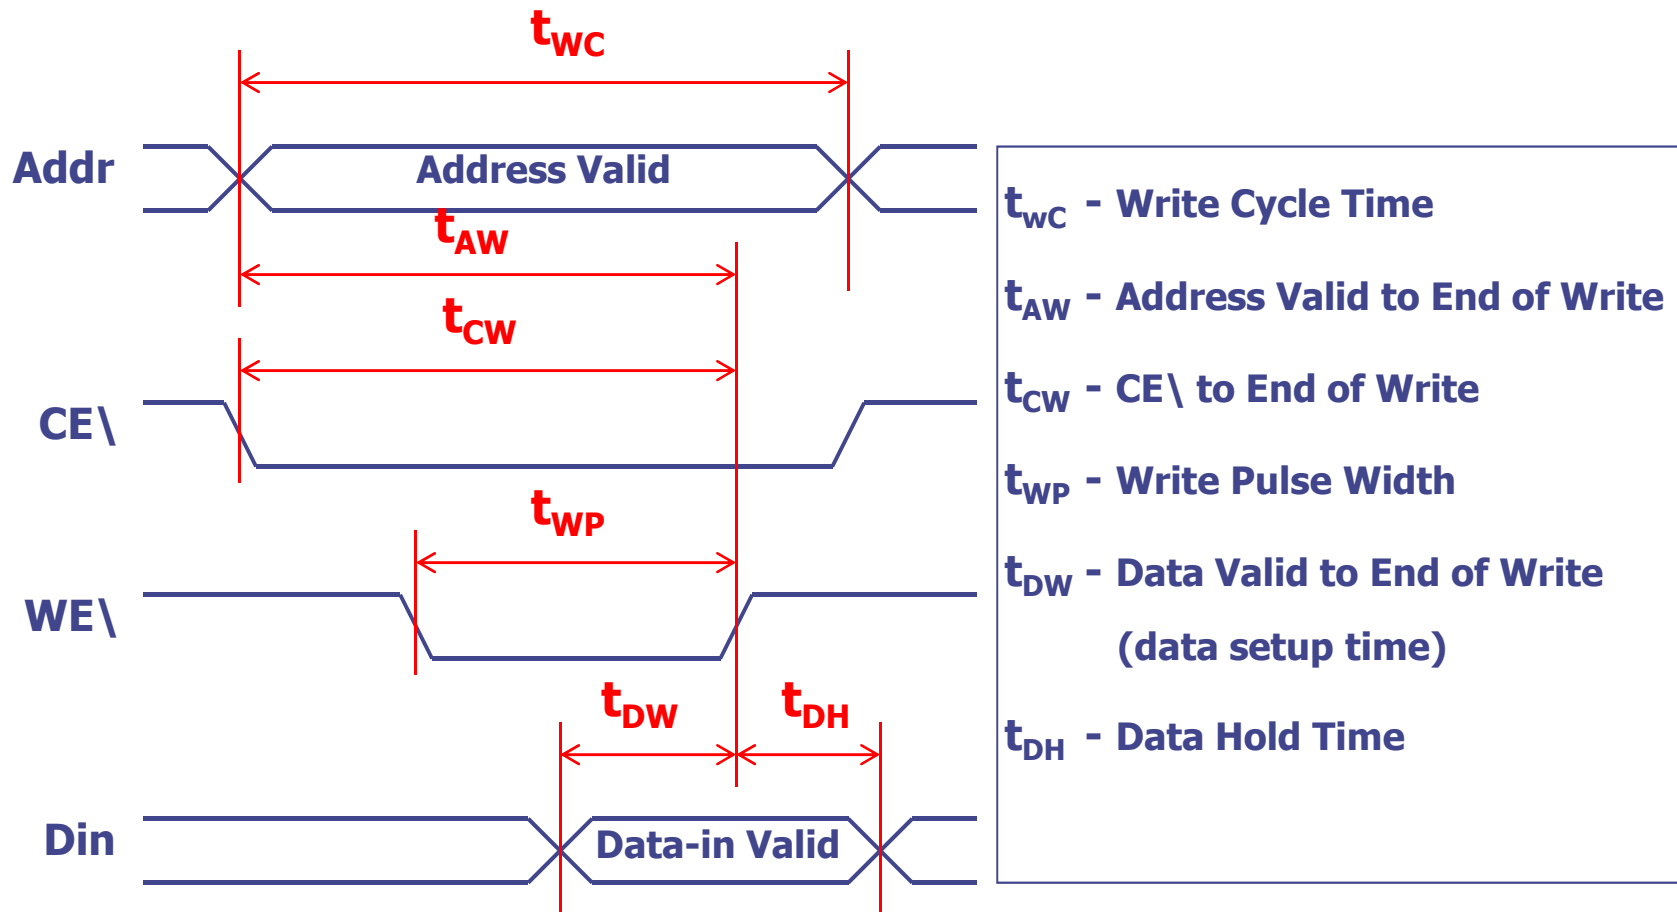 tWC
Addr
Address Valid
tAW
tCW
CE\
tWP
WE\
tDW
tDH
Din
Data-in Valid
twC - Write Cycle Time
tAW - Address Valid to End of Write
tCW - CE\ to End of Write
tWP - Write Pulse Width
tDW - Data Valid to End of Write
(data setup time)
tDH - Data Hold Time